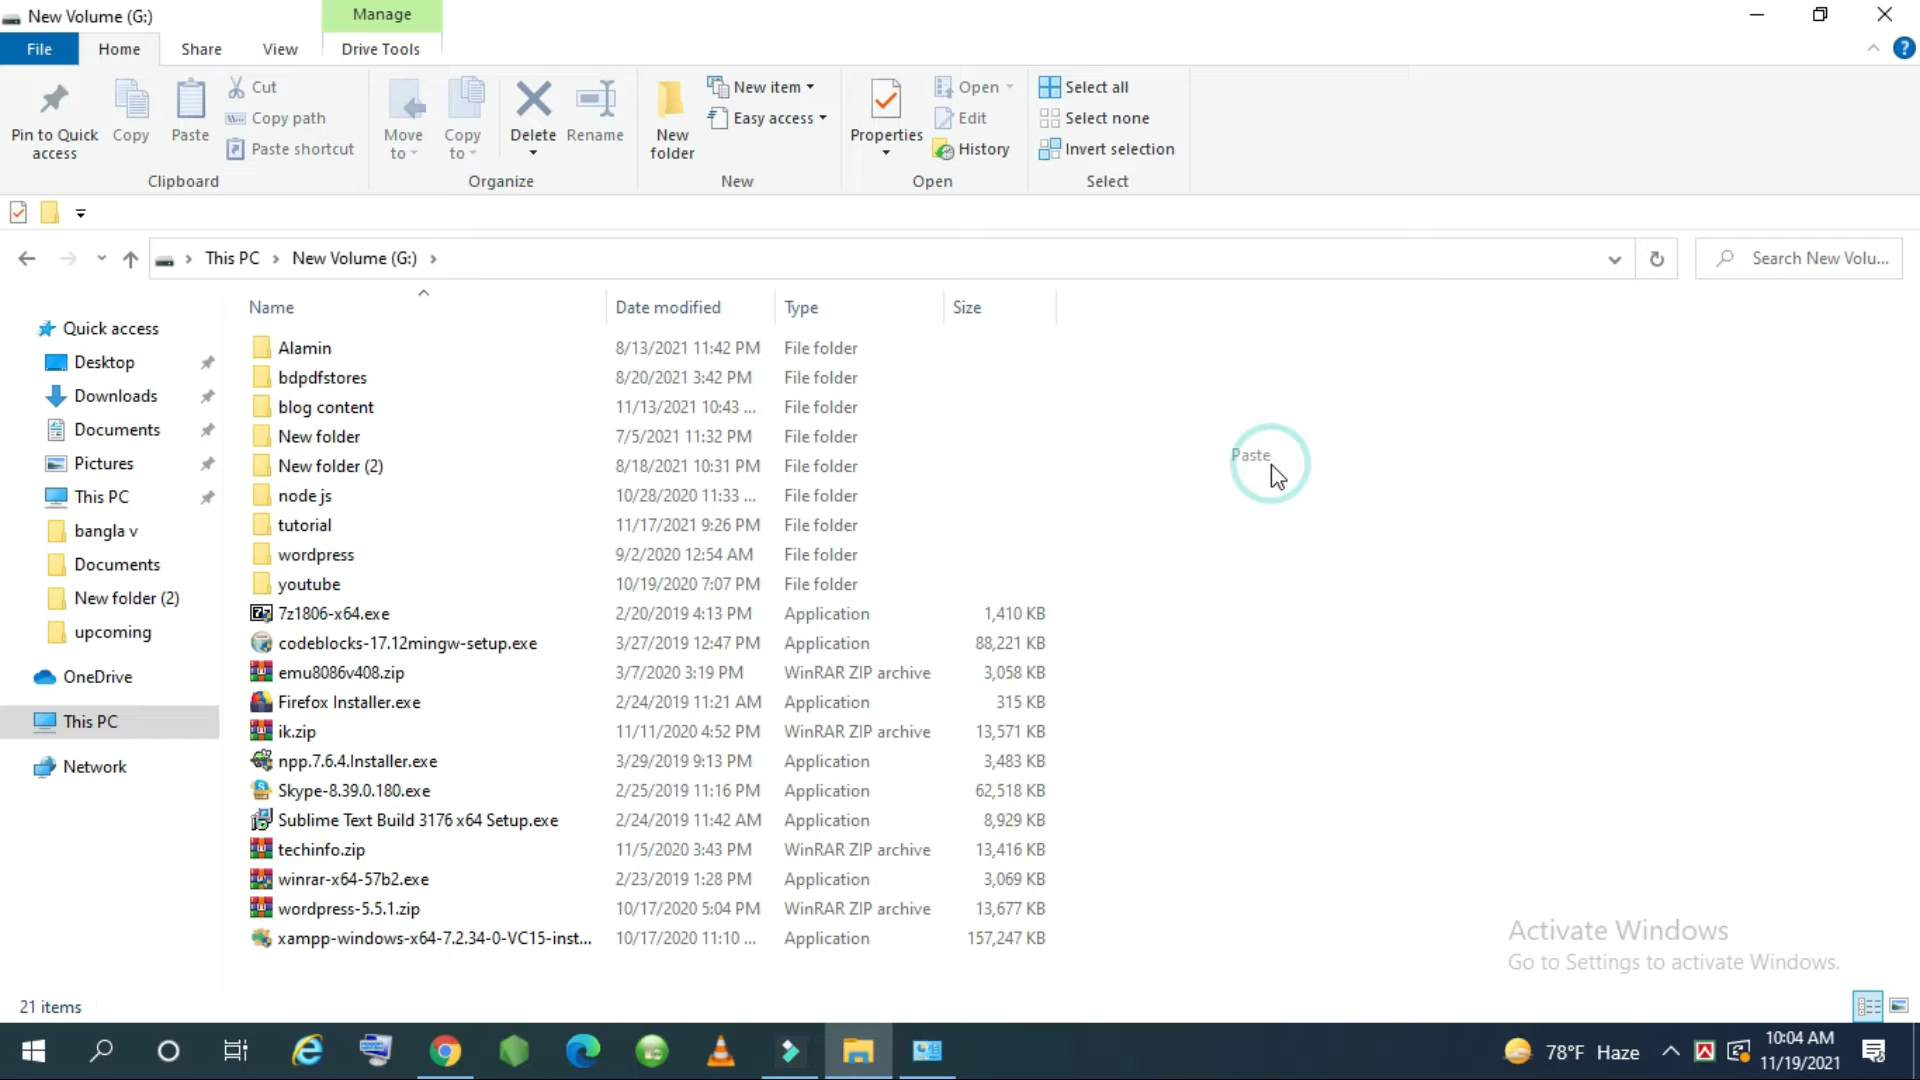 New Volume (G:)
Manage
File
Home
Share
View
Drive Tools
Pin to Quick access
Copy
Paste
Cut
Copy path
Paste shortcut
Clipboard
Move to
Copy to
Delete
Rename
Organize
New folder
New item
Easy access
New
Properties
Open
Edit
History
Open
Select all
Select none
Invert selection
Select
This PC > New Volume (G:) >
Search New Volu...
Name Date modified Type Size
Quick access
Desktop
Downloads
Documents
Pictures
This PC
bangla v
Documents
New folder (2)
upcoming
OneDrive
This PC
Network
Alamin 8/13/2021 11:42 PM File folder
bdpdfstores 8/20/2021 3:42 PM File folder
blog content 11/13/2021 10:43 ... File folder
New folder 7/5/2021 11:32 PM File folder
New folder (2) 8/18/2021 10:31 PM File folder
node js 10/28/2020 11:33 ... File folder
tutorial 11/17/2021 9:26 PM File folder
wordpress 9/2/2020 12:54 AM File folder
youtube 10/19/2020 7:07 PM File folder
7z1806-x64.exe 2/20/2019 4:13 PM Application 1,410 KB
codeblocks-17.12mingw-setup.exe 3/27/2019 12:47 PM Application 88,221 KB
emu8086v408.zip 3/7/2020 3:19 PM WinRAR ZIP archive 3,058 KB
Firefox Installer.exe 2/24/2019 11:21 AM Application 315 KB
ik.zip 11/11/2020 4:52 PM WinRAR ZIP archive 13,571 KB
npp.7.6.4.Installer.exe 3/29/2019 9:13 PM Application 3,483 KB
Skype-8.39.0.180.exe 2/25/2019 11:16 PM Application 62,518 KB
Sublime Text Build 3176 x64 Setup.exe 2/24/2019 11:42 AM Application 8,929 KB
techinfo.zip 11/5/2020 3:43 PM WinRAR ZIP archive 13,416 KB
winrar-x64-57b2.exe 2/23/2019 1:28 PM Application 3,069 KB
wordpress-5.5.1.zip 10/17/2020 5:04 PM WinRAR ZIP archive 13,677 KB
xampp-windows-x64-7.2.34-0-VC15-inst... 10/17/2020 11:10 ... Application 157,247 KB
Paste
Activate Windows
Go to Settings to activate Windows.
21 items
78°F Haze
10:04 AM
11/19/2021